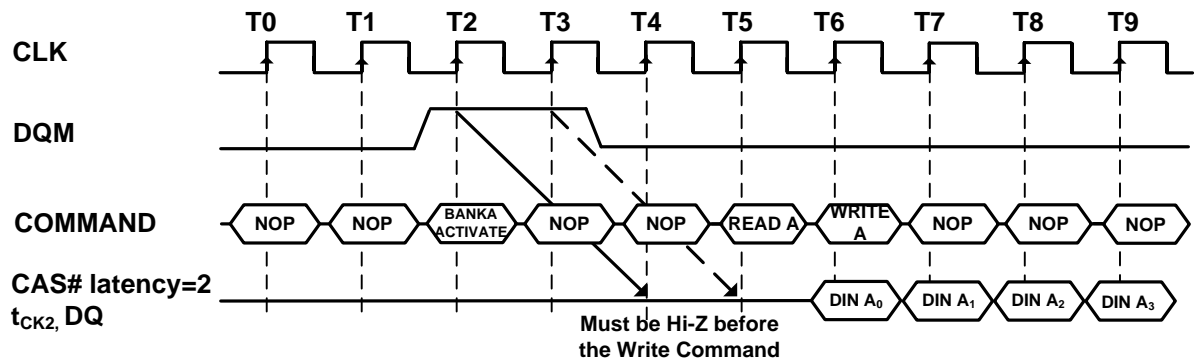 T0 T1 T2 T3 T4 T5 T6 T7 T8 T9
CLK
DQM
COMMAND NOP NOP BANKA ACTIVATE NOP NOP READ A WRITE A NOP NOP NOP
CAS# latency=2
tCK2, DQ
DIN A0 DIN A1 DIN A2 DIN A3
Must be Hi-Z before
the Write Command